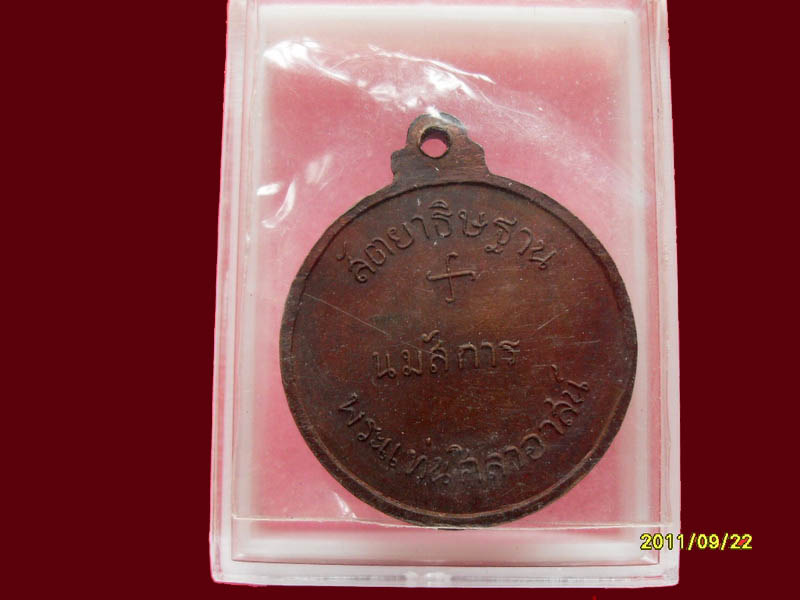 สัตยาธิษฐาน
นมัสการ
พระแท่นศิลาอาสน์
2011/09/22